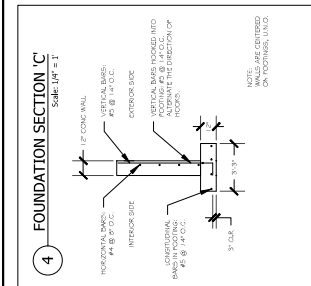 4
FOUNDATION SECTION 'C'
Scale: 1/4" = 1'
12" CONC WALL
VERTICAL BARS:
#5 @ 14" O.C.
EXTERIOR SIDE
VERTICAL BARS HOOKED INTO
FOOTING: #5 @ 14" O.C.
ALTERNATE THE DIRECTION OF
HOOKS
HORIZONTAL BARS:
#4 @ 8" O.C.
INTERIOR SIDE
LONGITUDINAL
BARS IN FOOTING:
#5 @ 14" O.C.
12"
3'-3"
3" CLR.
NOTE:
WALLS ARE CENTERED
ON FOOTINGS, U.N.O.